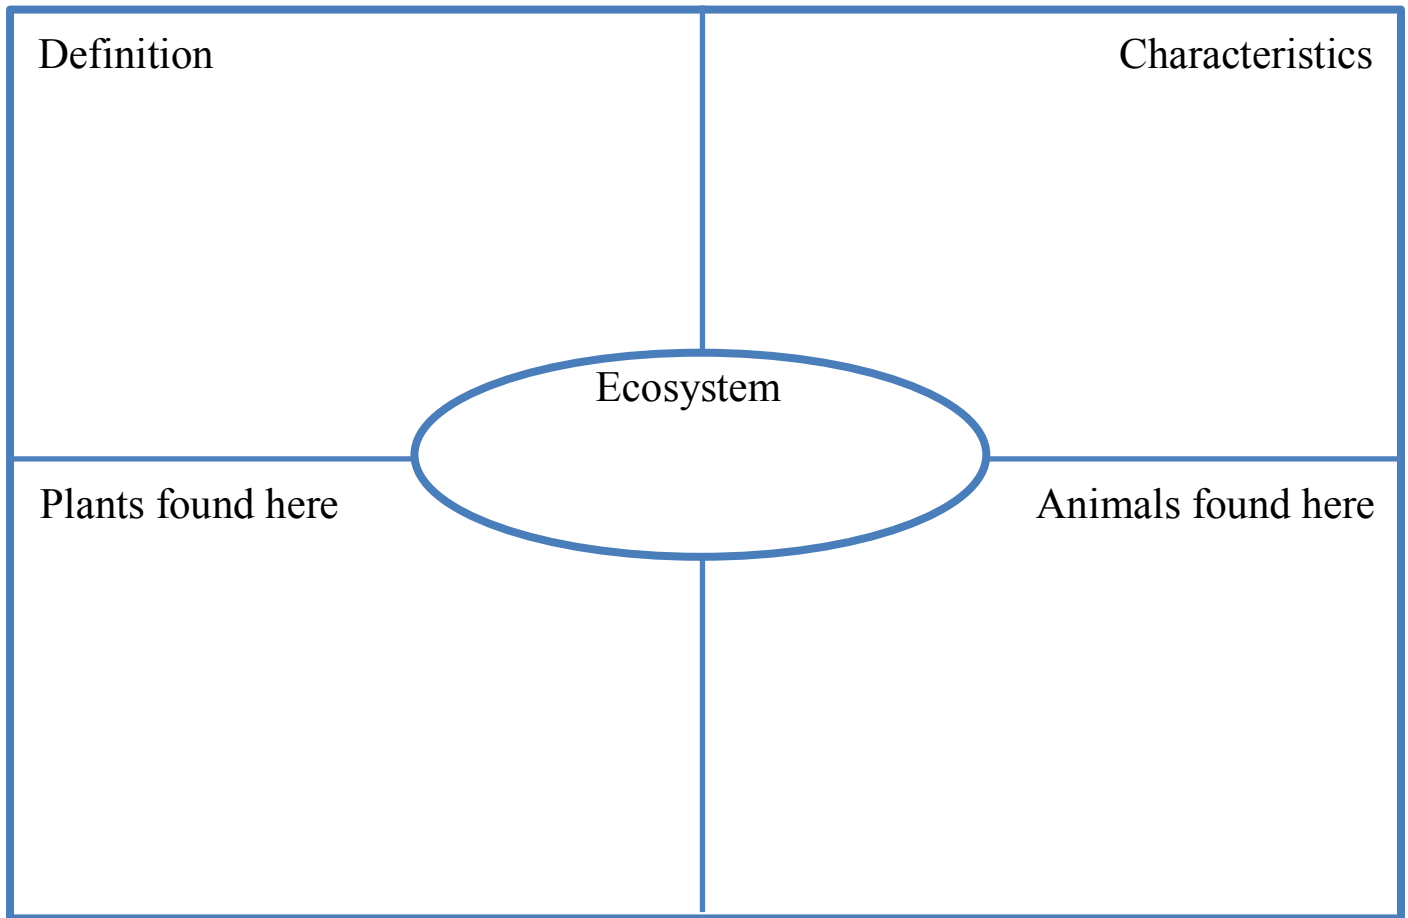 Definition
Characteristics
Ecosystem
Plants found here
Animals found here